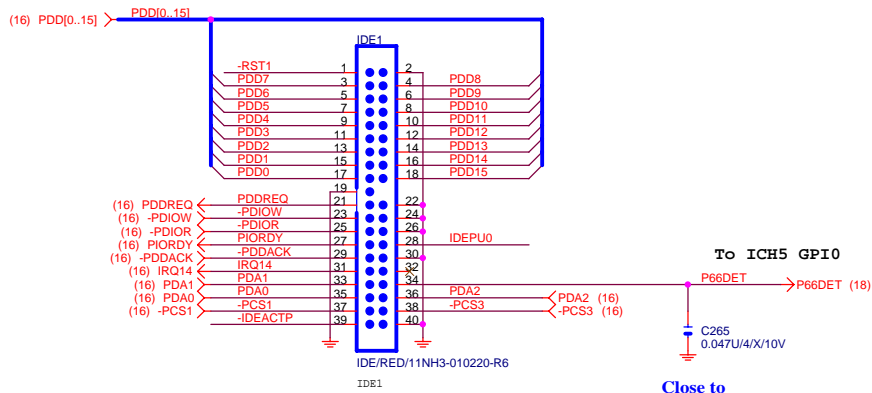 (16) PDD[0..15] PDD[0..15]
IDE1
-RST1 1 2
PDD7 3 4 PDD8
PDD6 5 6 PDD9
PDD5 7 8 PDD10
PDD4 9 10 PDD11
PDD3 11 12 PDD12
PDD2 13 14 PDD13
PDD1 15 16 PDD14
PDD0 17 18 PDD15
19
(16) PDDREQ PDDREQ 21 22
(16) -PDIOW -PDIOW 23 24
(16) -PDIOR -PDIOR 25 26
(16) PIORDY PIORDY 27 28 IDEPU0
(16) -PDDACK -PDDACK 29 30
(16) IRQ14 IRQ14 31 32
(16) PDA1 PDA1 33 34
(16) PDA0 PDA0 35 36 PDA2 PDA2 (16)
(16) -PCS1 -PCS1 37 38 -PCS3 -PCS3 (16)
-IDEACTP 39 40
To ICH5 GPI0
P66DET P66DET (18)
C265
0.047U/4/X/10V
IDE/RED/11NH3-010220-R6
IDE1
Close to